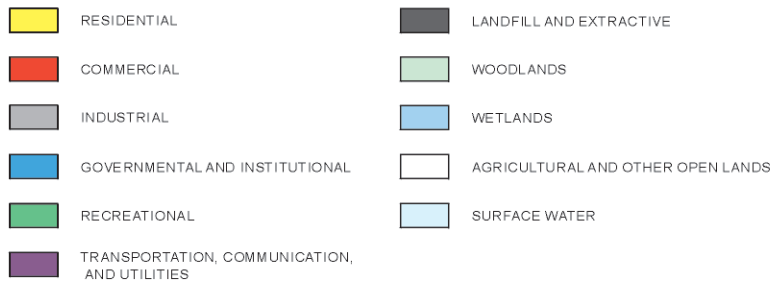 RESIDENTIAL
COMMERCIAL
INDUSTRIAL
GOVERNMENTAL AND INSTITUTIONAL
RECREATIONAL
TRANSPORTATION, COMMUNICATION,
AND UTILITIES
LANDFILL AND EXTRACTIVE
WOODLANDS
WETLANDS
AGRICULTURAL AND OTHER OPEN LANDS
SURFACE WATER